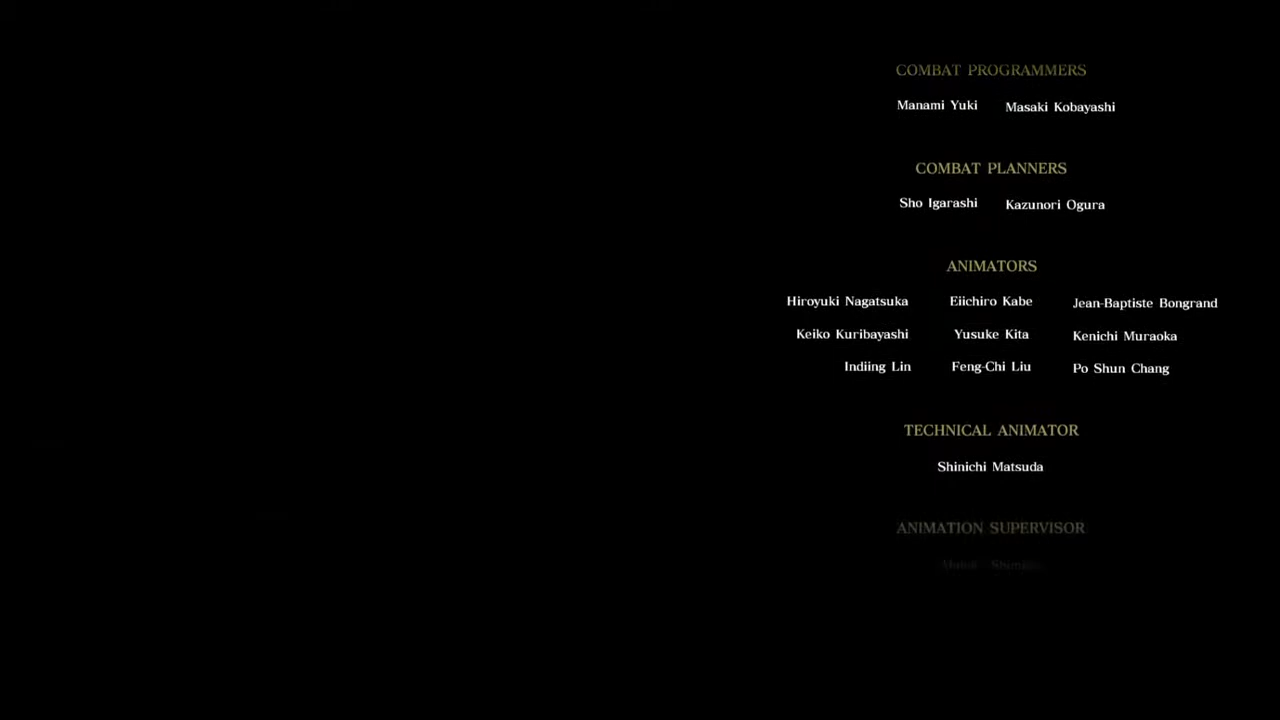 COMBAT PROGRAMMERS
Manami Yuki Masaki Kobayashi
COMBAT PLANNERS
Sho Igarashi Kazunori Ogura
ANIMATORS
Hiroyuki Nagatsuka Eiichiro Kabe Jean-Baptiste Bongrand
Keiko Kuribayashi Yusuke Kita Kenichi Muraoka
Indiing Lin Feng-Chi Liu Po Shun Chang
TECHNICAL ANIMATOR
Shinichi Matsuda
ANIMATION SUPERVISOR